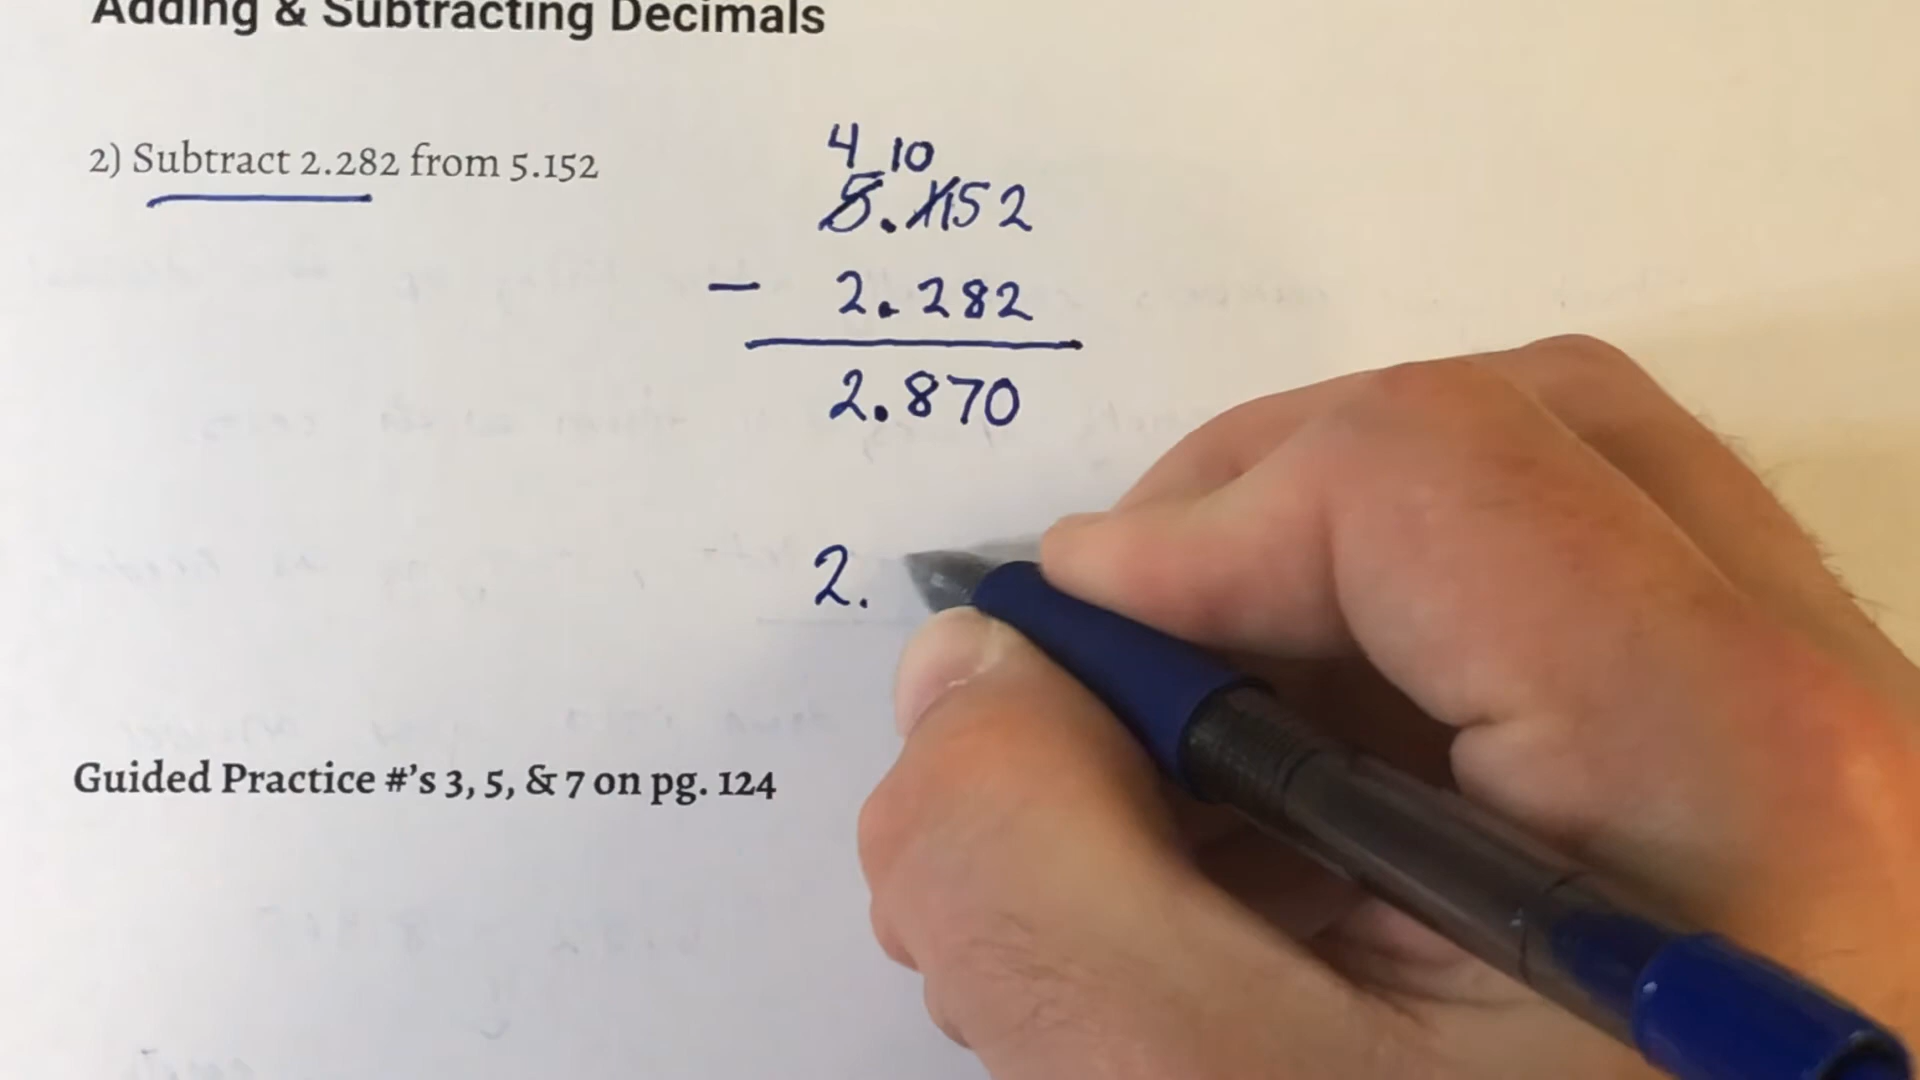 Adding & Subtracting Decimals
2) Subtract 2.282 from 5.152
4 10
5.1152
- 2.282
2.870
2.
Guided Practice #'s 3, 5, & 7 on pg. 124